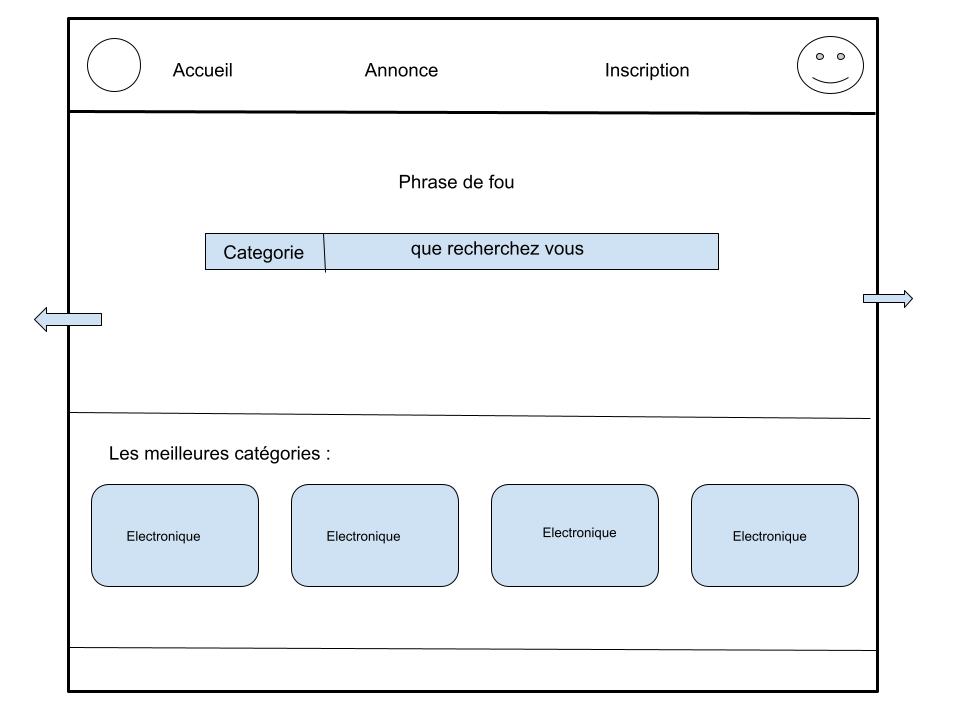 Accueil
Annonce
Inscription
Phrase de fou
Categorie
que recherchez vous
Les meilleures catégories :
Electronique
Electronique
Electronique
Electronique